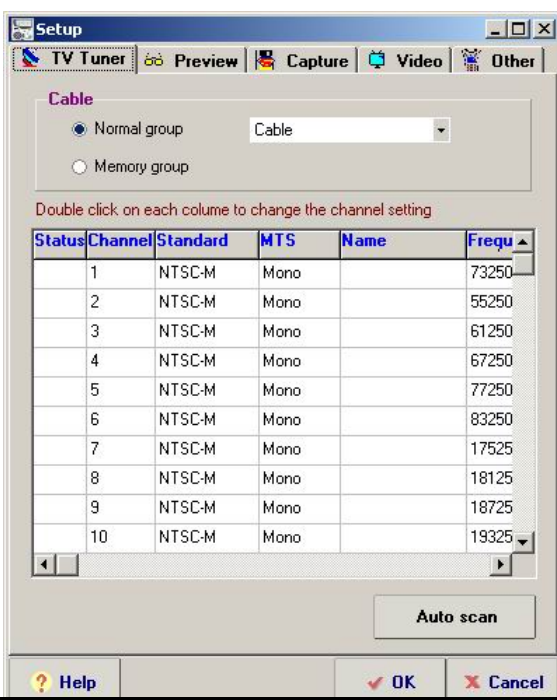 Setup
TV Tuner Preview Capture Video Other
Cable
Normal group Cable
Memory group
Double click on each colume to change the channel setting
Status Channel Standard MTS Name Frequ
1 NTSC-M Mono 73250
2 NTSC-M Mono 55250
3 NTSC-M Mono 61250
4 NTSC-M Mono 67250
5 NTSC-M Mono 77250
6 NTSC-M Mono 83250
7 NTSC-M Mono 17525
8 NTSC-M Mono 18125
9 NTSC-M Mono 18725
10 NTSC-M Mono 19325
Auto scan
Help OK Cancel